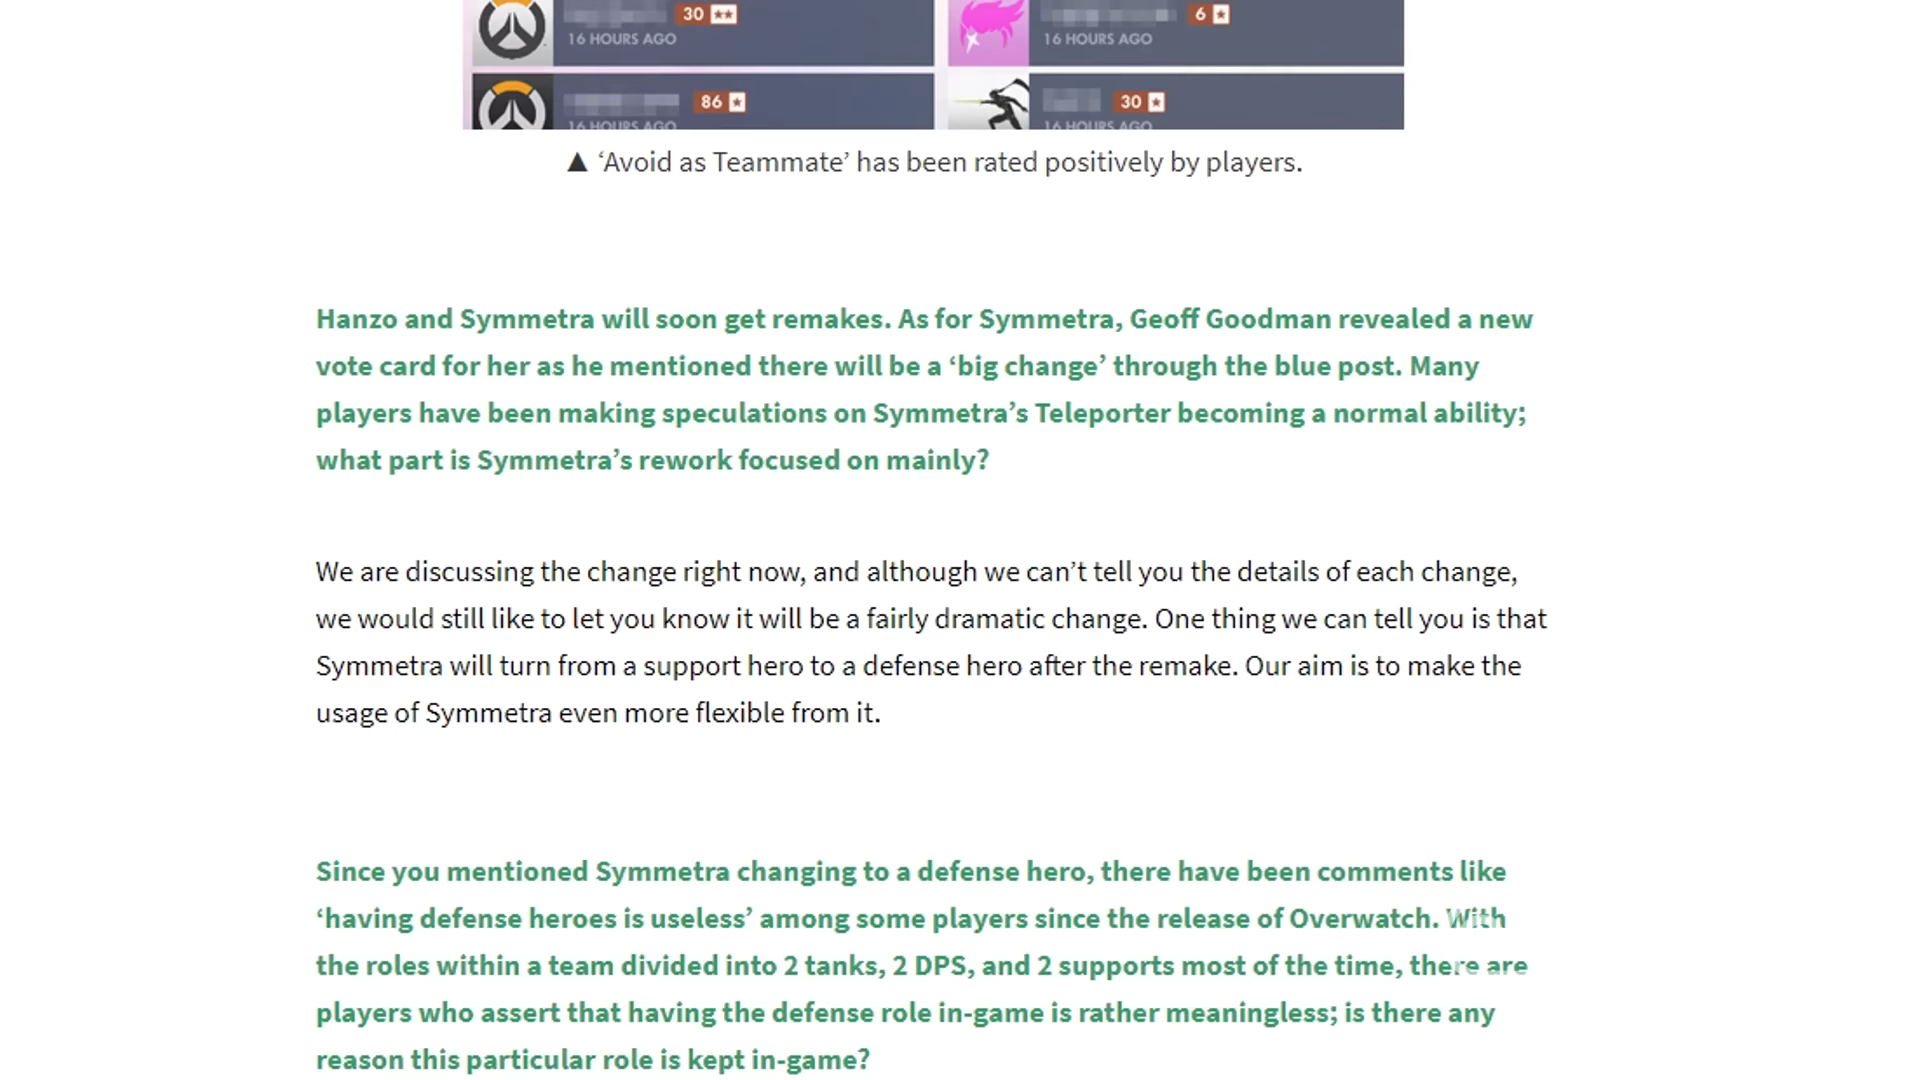 30
16 HOURS AGO
6
16 HOURS AGO
86
16 HOURS AGO
30
16 HOURS AGO
▲ ‘Avoid as Teammate’ has been rated positively by players.
Hanzo and Symmetra will soon get remakes. As for Symmetra, Geoff Goodman revealed a new
vote card for her as he mentioned there will be a ‘big change’ through the blue post. Many
players have been making speculations on Symmetra’s Teleporter becoming a normal ability;
what part is Symmetra’s rework focused on mainly?
We are discussing the change right now, and although we can’t tell you the details of each change,
we would still like to let you know it will be a fairly dramatic change. One thing we can tell you is that
Symmetra will turn from a support hero to a defense hero after the remake. Our aim is to make the
usage of Symmetra even more flexible from it.
Since you mentioned Symmetra changing to a defense hero, there have been comments like
‘having defense heroes is useless’ among some players since the release of Overwatch. With
the roles within a team divided into 2 tanks, 2 DPS, and 2 supports most of the time, there are
players who assert that having the defense role in-game is rather meaningless; is there any
reason this particular role is kept in-game?